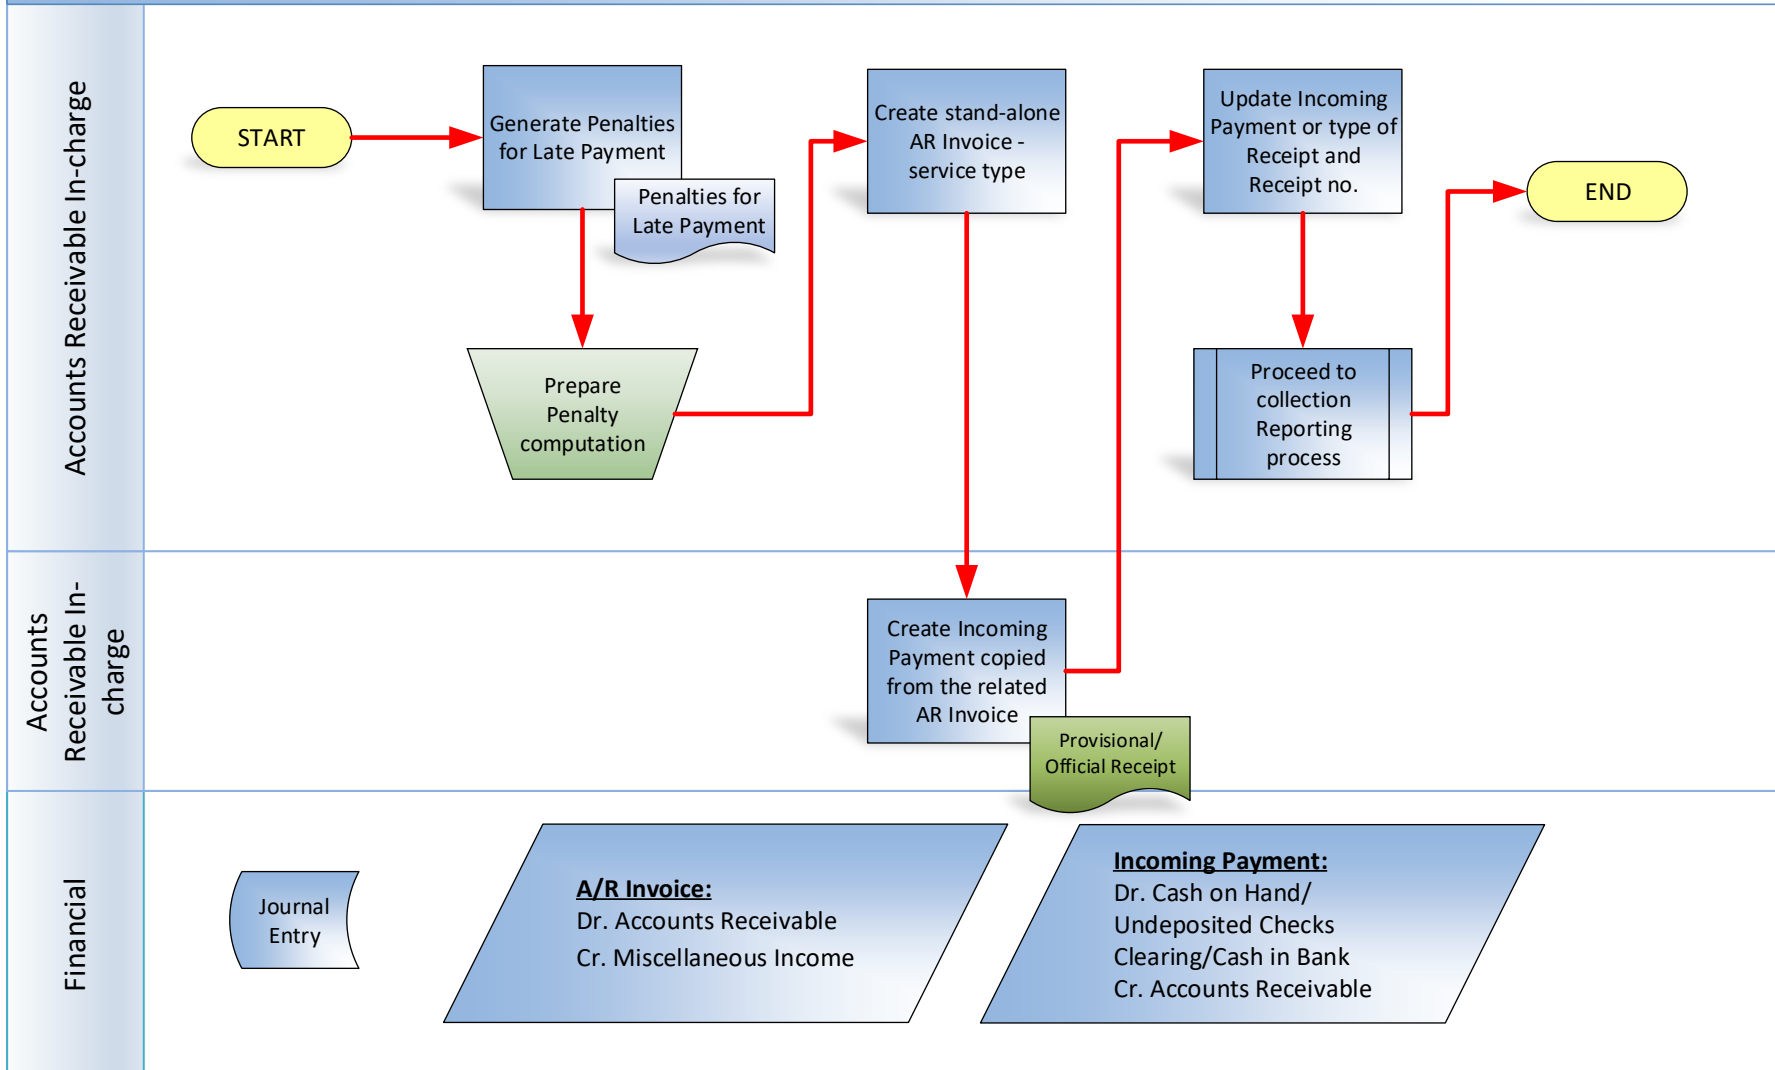 Accounts Receivable In-charge
START
Generate Penalties
for Late Payment
Penalties for
Late Payment
Prepare
Penalty
computation
Create stand-alone
AR Invoice -
service type
Update Incoming
Payment or type of
Receipt and
Receipt no.
END
Proceed to
collection
Reporting
process
Accounts
Receivable In-
charge
Create Incoming
Payment copied
from the related
AR Invoice
Provisional/
Official Receipt
Financial
Journal
Entry
A/R Invoice:
Dr. Accounts Receivable
Cr. Miscellaneous Income
Incoming Payment:
Dr. Cash on Hand/
Undeposited Checks
Clearing/Cash in Bank
Cr. Accounts Receivable